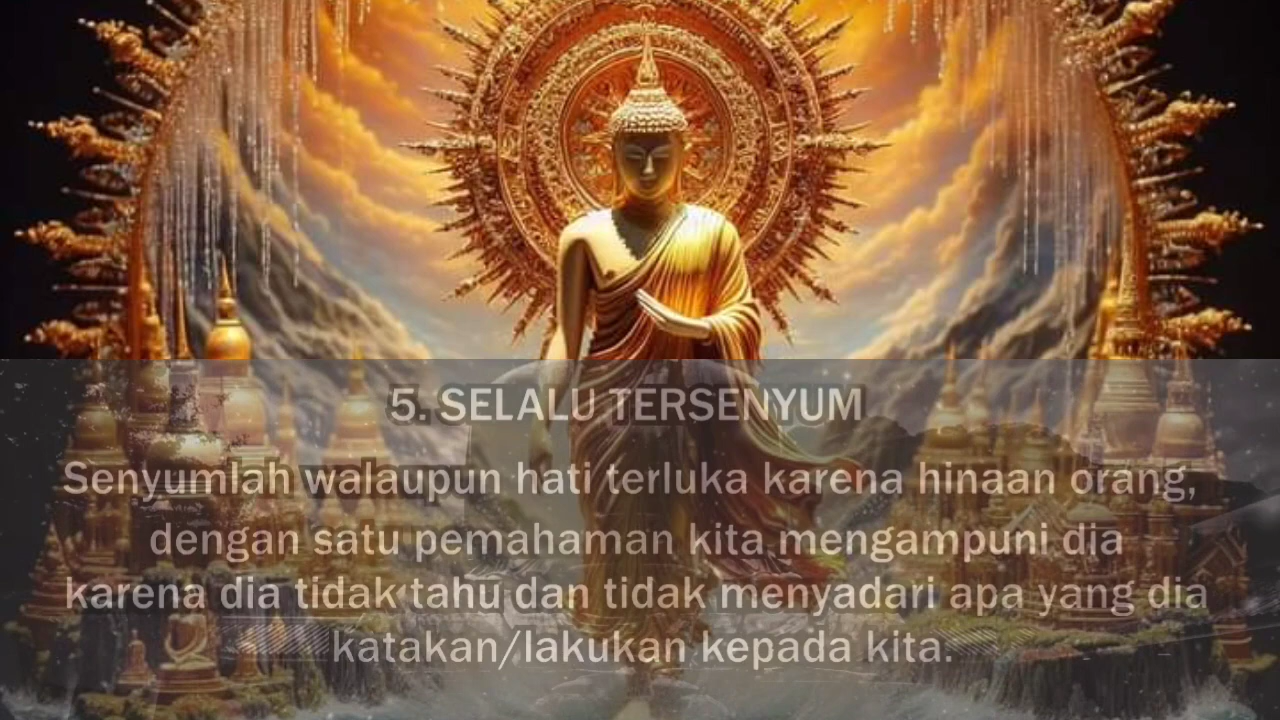 5. SELALU TERSENYUM
Senyumlah walaupun hati terluka karena hinaan orang,
dengan satu pemahaman kita mengampuni dia
karena dia tidak tahu dan tidak menyadari apa yang dia
katakan/lakukan kepada kita.